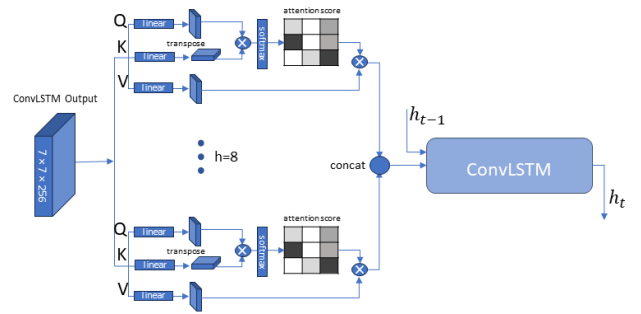 Q
linear
K
linear
transpose
V
linear
softmax
attention score
ConvLSTM Output
7 × 7 × 256
h=8
concat
h_{t-1}
ConvLSTM
h_t
Q
linear
K
linear
transpose
V
linear
softmax
attention score